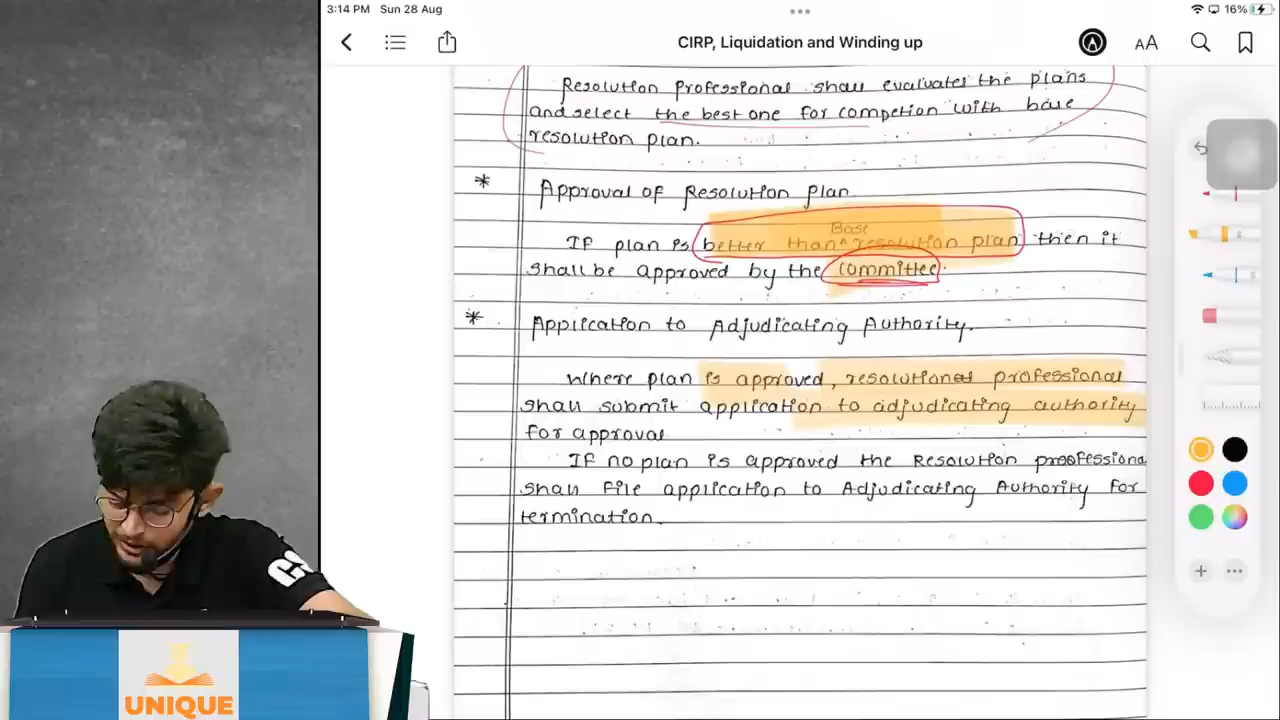 3:14 PM Sun 28 Aug
16%
CIRP, Liquidation and Winding up
AA
Resolution Professional shall evaluates the plans
and select the best one for competion with base
resolution plan.
* Approval of Resolution Plan
Base
IF plan is better than^ resolution plan then it
shall be approved by the committee.
* Application to Adjudicating Authority.
Where plan is approved, resolutioned professional
shall submit application to adjudicating authority
for approval
IF no plan is approved the Resolution proofessiona
shall file application to Adjudicating Authority for
termination.
CS
UNIQUE